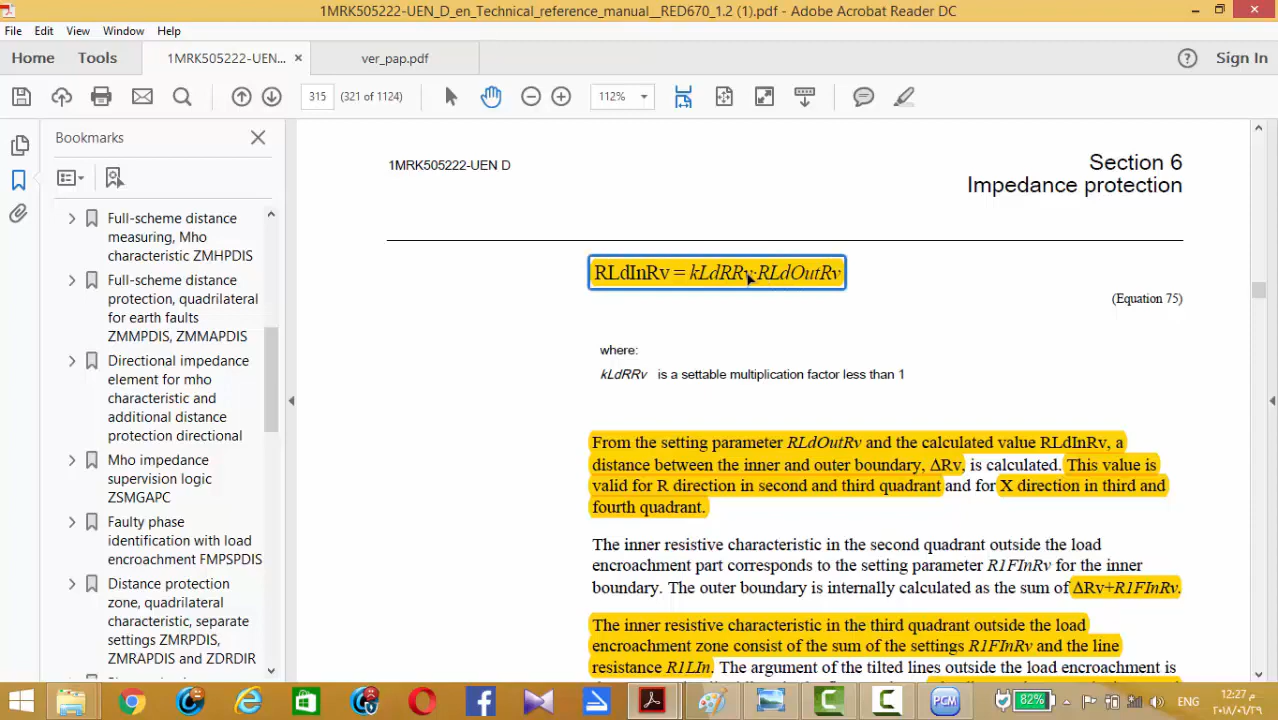 1MRK505222-UEN_D_en_Technical_reference_manual__RED670_1.2 (1).pdf - Adobe Acrobat Reader DC
File Edit View Window Help
Home Tools 1MRK505222-UEN... × ver_pap.pdf Sign In
315 (321 of 1124) 112%
Bookmarks
Full-scheme distance
measuring, Mho
characteristic ZMHPDIS
Full-scheme distance
protection, quadrilateral
for earth faults
ZMMPDIS, ZMMAPDIS
Directional impedance
element for mho
characteristic and
additional distance
protection directional
Mho impedance
supervision logic
ZSMGAPC
Faulty phase
identification with load
encroachment FMPSPDIS
Distance protection
zone, quadrilateral
characteristic, separate
settings ZMRPDIS,
ZMRAPDIS and ZDRDIR
1MRK505222-UEN D
Section 6
Impedance protection
RLdInRv = kLdRRv·RLdOutRv
(Equation 75)
where:
kLdRRv is a settable multiplication factor less than 1
From the setting parameter RLdOutRv and the calculated value RLdInRv, a
distance between the inner and outer boundary, ΔRv, is calculated. This value is
valid for R direction in second and third quadrant and for X direction in third and
fourth quadrant.
The inner resistive characteristic in the second quadrant outside the load
encroachment part corresponds to the setting parameter R1FInRv for the inner
boundary. The outer boundary is internally calculated as the sum of ΔRv+R1FInRv.
The inner resistive characteristic in the third quadrant outside the load
encroachment zone consist of the sum of the settings R1FInRv and the line
resistance R1LIn. The argument of the tilted lines outside the load encroachment is
82% ENG 12:27 م
٢٠١٨/٠٦/٢٩